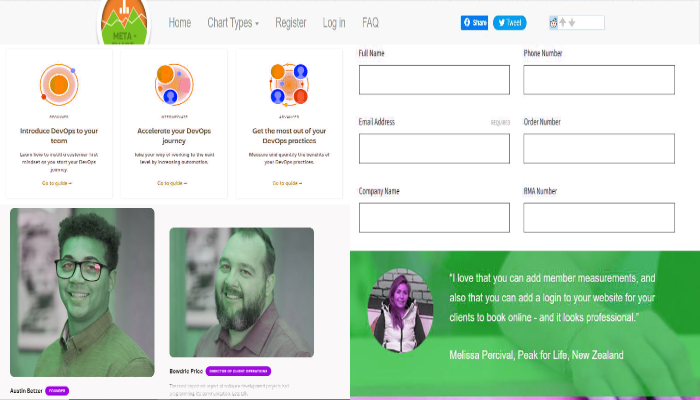 META -
Home
Chart Types
Register
Log in
FAQ
Share
Tweet
BEGINNER
Introduce DevOps to your
team
Learn how to instill a customer first
mindset as you start your DevOps
journey.
Go to guide →
INTERMEDIATE
Accelerate your DevOps
journey
Take your way of working to the next
level by increasing automation.
Go to guide →
ADVANCED
Get the most out of your
DevOps practices
Measure and quantify the benefits of
your DevOps practices.
Go to guide →
Full Name
Phone Number
Email Address
REQUIRED
Order Number
Company Name
RMA Number
Austin Betzer FOUNDER
Bowdrie Price DIRECTOR OF CLIENT OPERATIONS
"I love that you can add member measurements, and
also that you can add a login to your website for your
clients to book online - and it looks professional."
Melissa Percival, Peak for Life, New Zealand